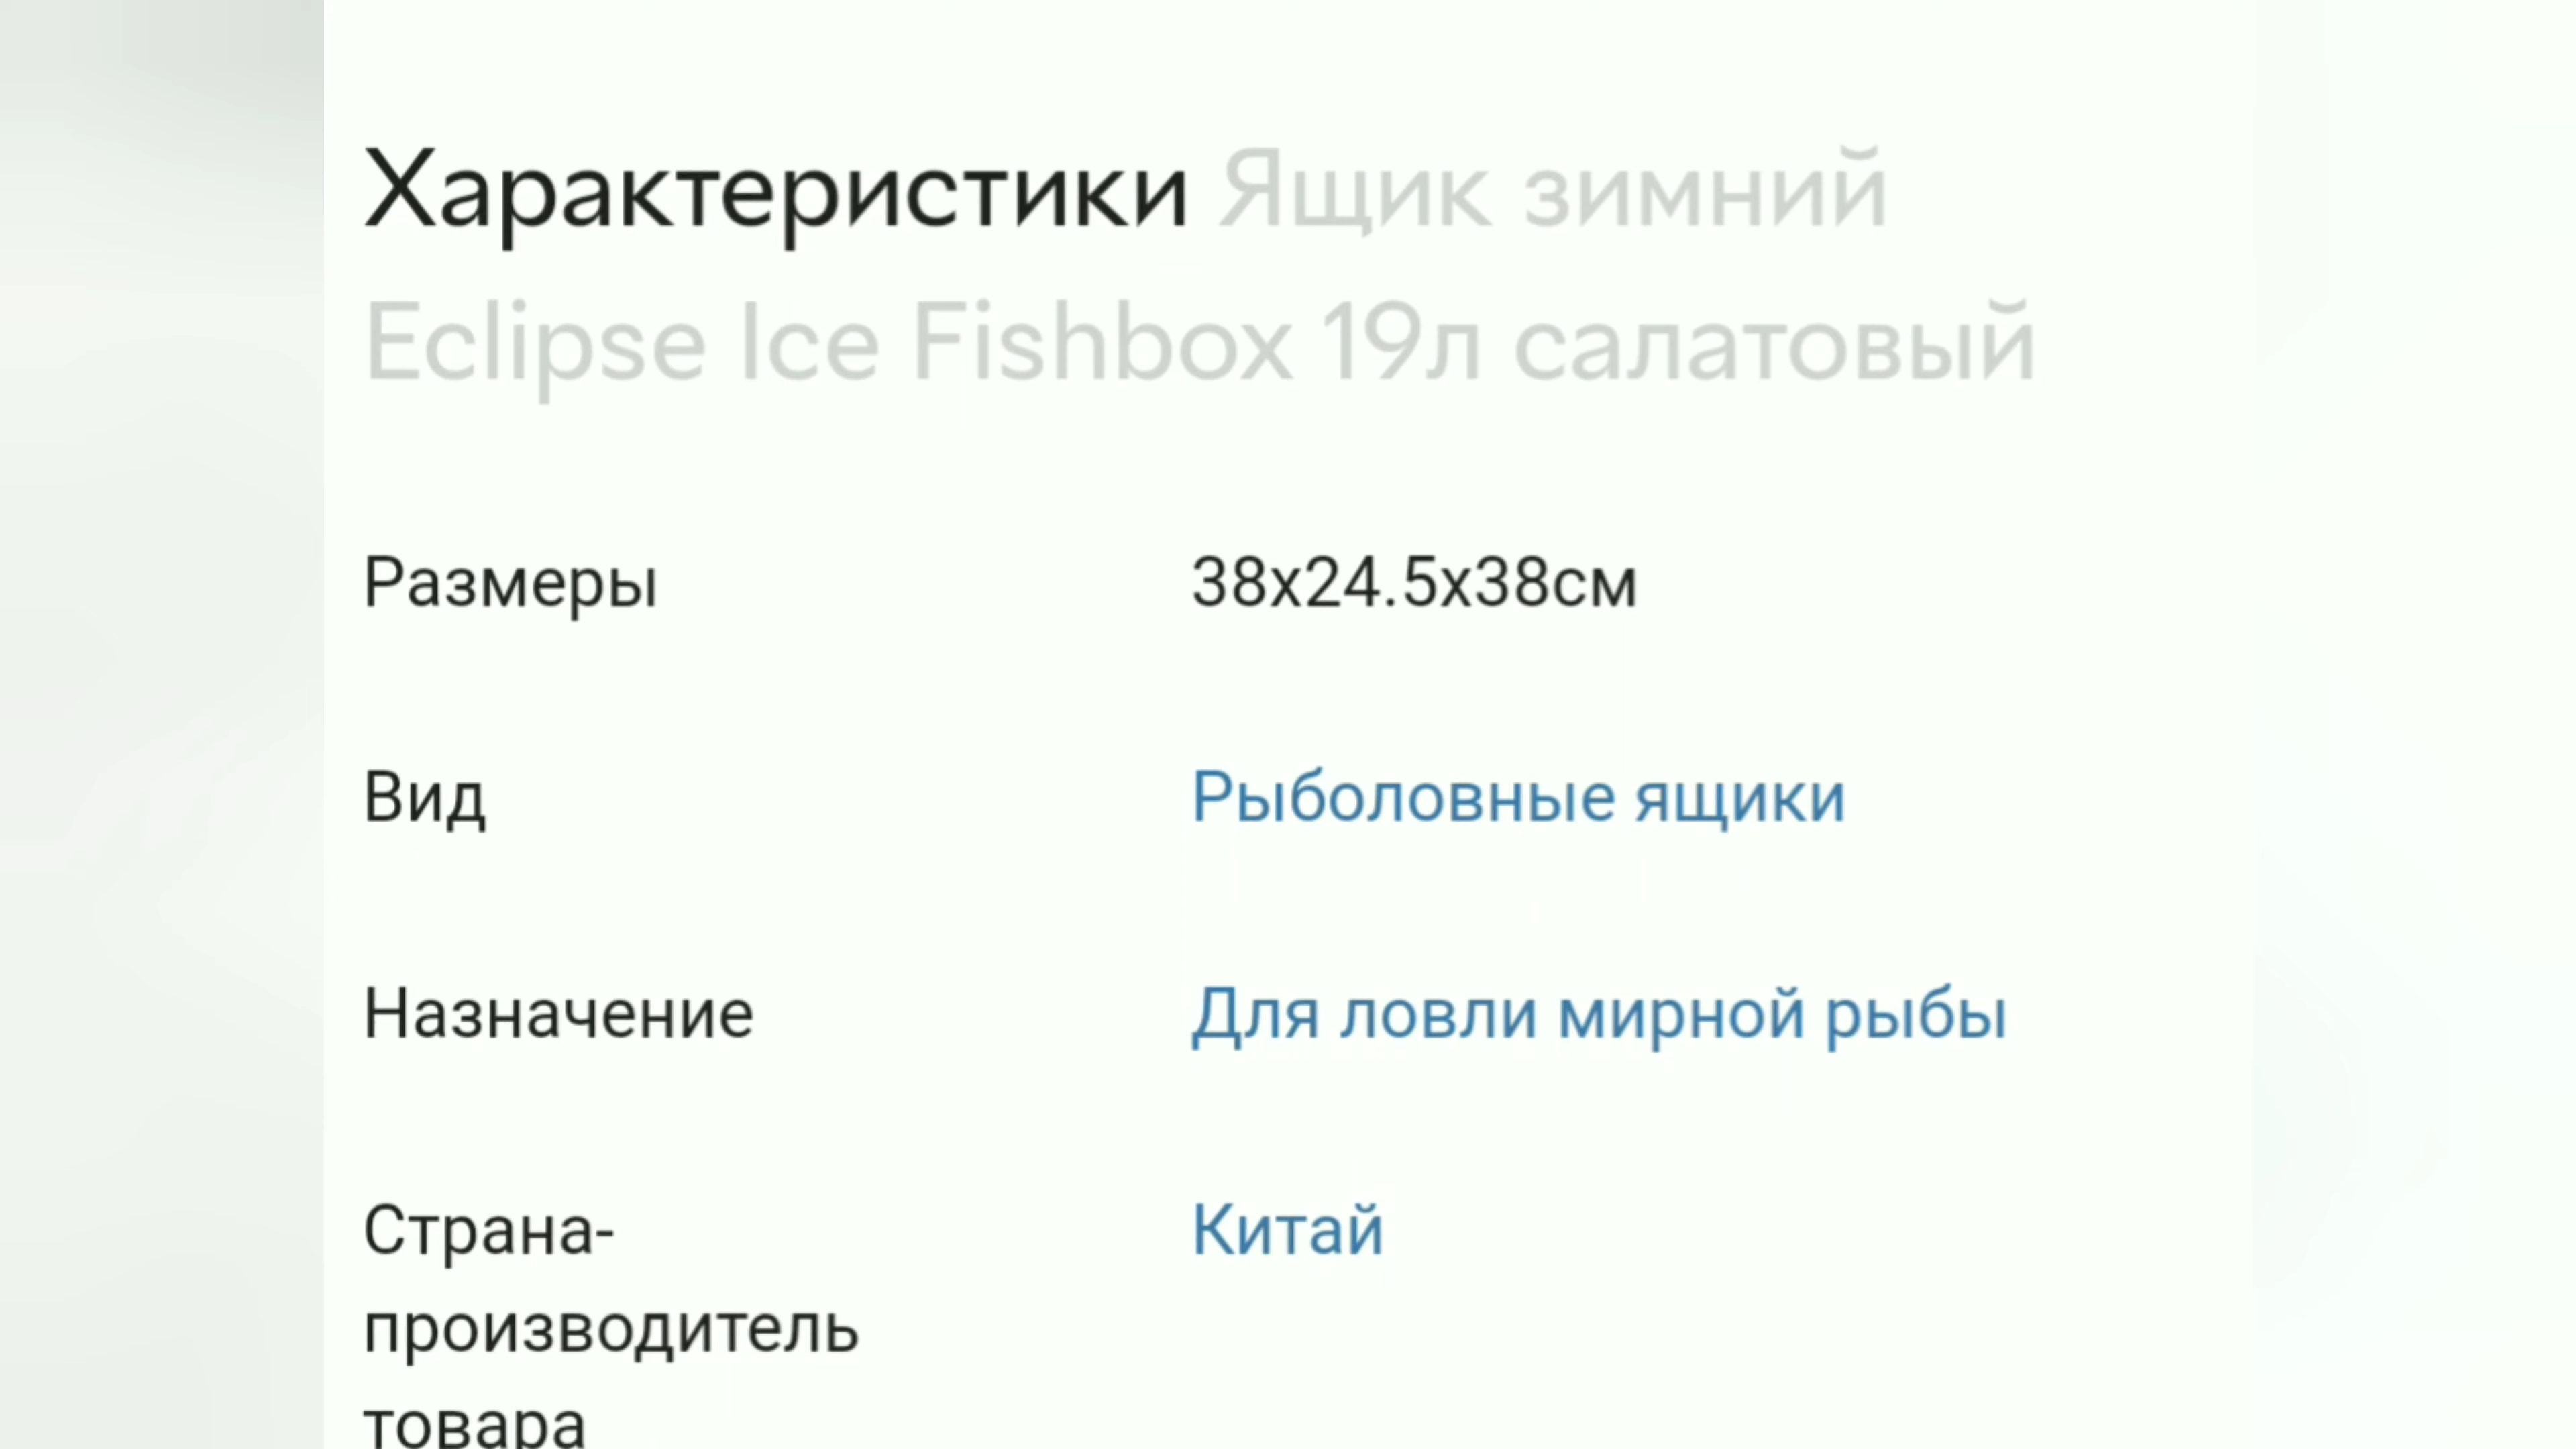 Характеристики Ящик зимний
Eclipse Ice Fishbox 19л салатовый
Размеры 38x24.5x38см
Вид Рыболовные ящики
Назначение Для ловли мирной рыбы
Страна- Китай
производитель
товара